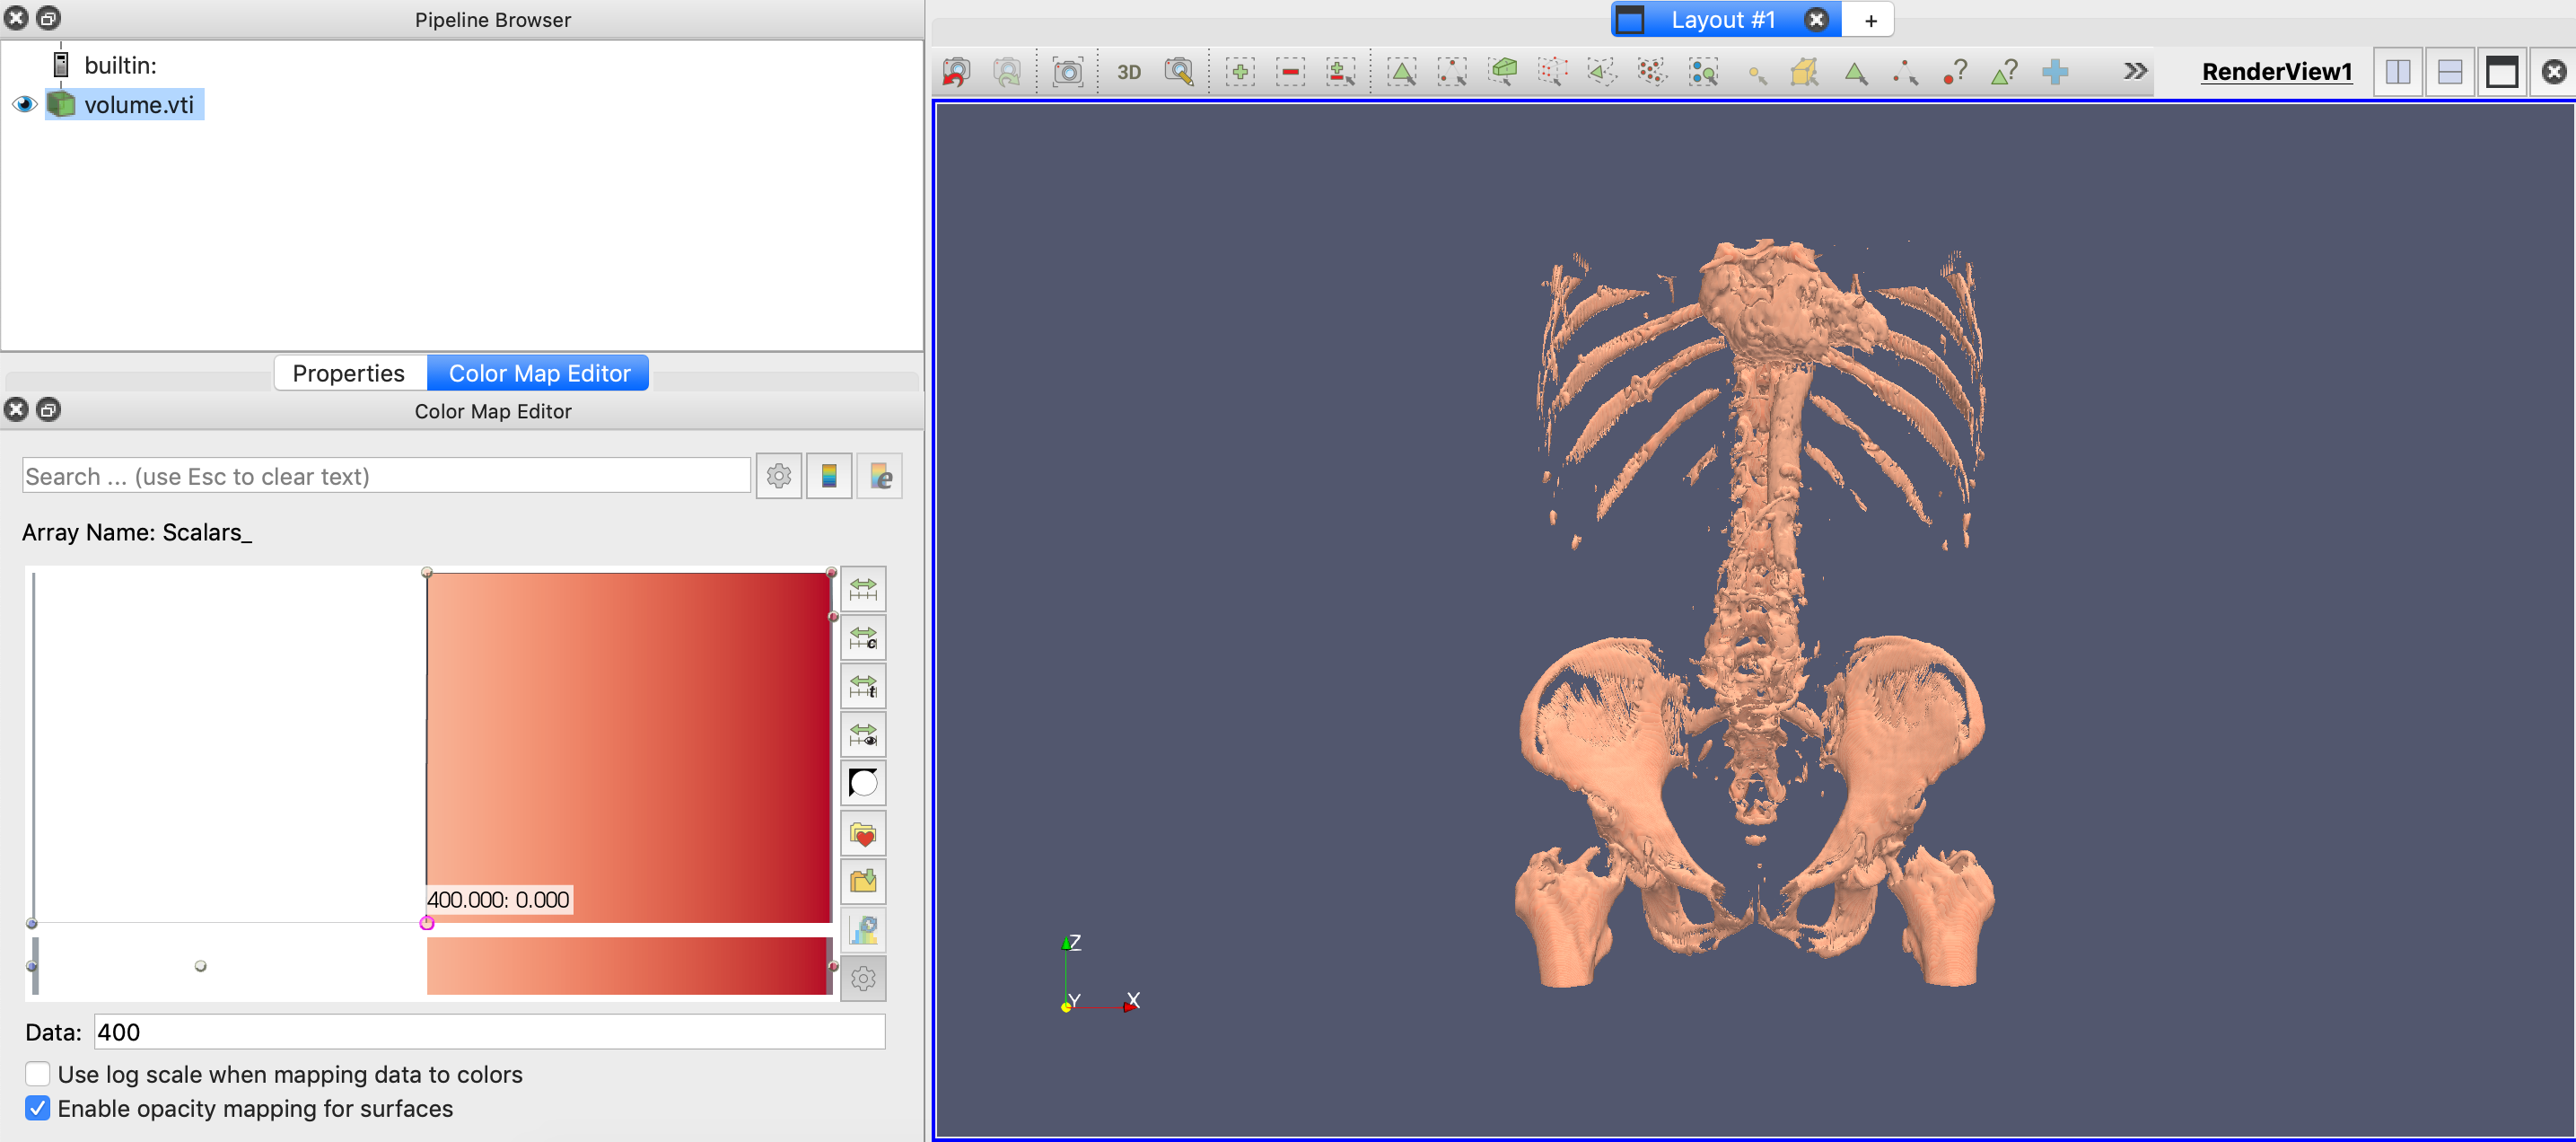 Pipeline Browser
builtin:
volume.vti
Properties
Color Map Editor
Color Map Editor
Search ... (use Esc to clear text)
e
Array Name: Scalars_
c
t
400.000: 0.000
Data: 400
Use log scale when mapping data to colors
Enable opacity mapping for surfaces
Layout #1
+
3D
? ?
»
RenderView1
Z
Y
X